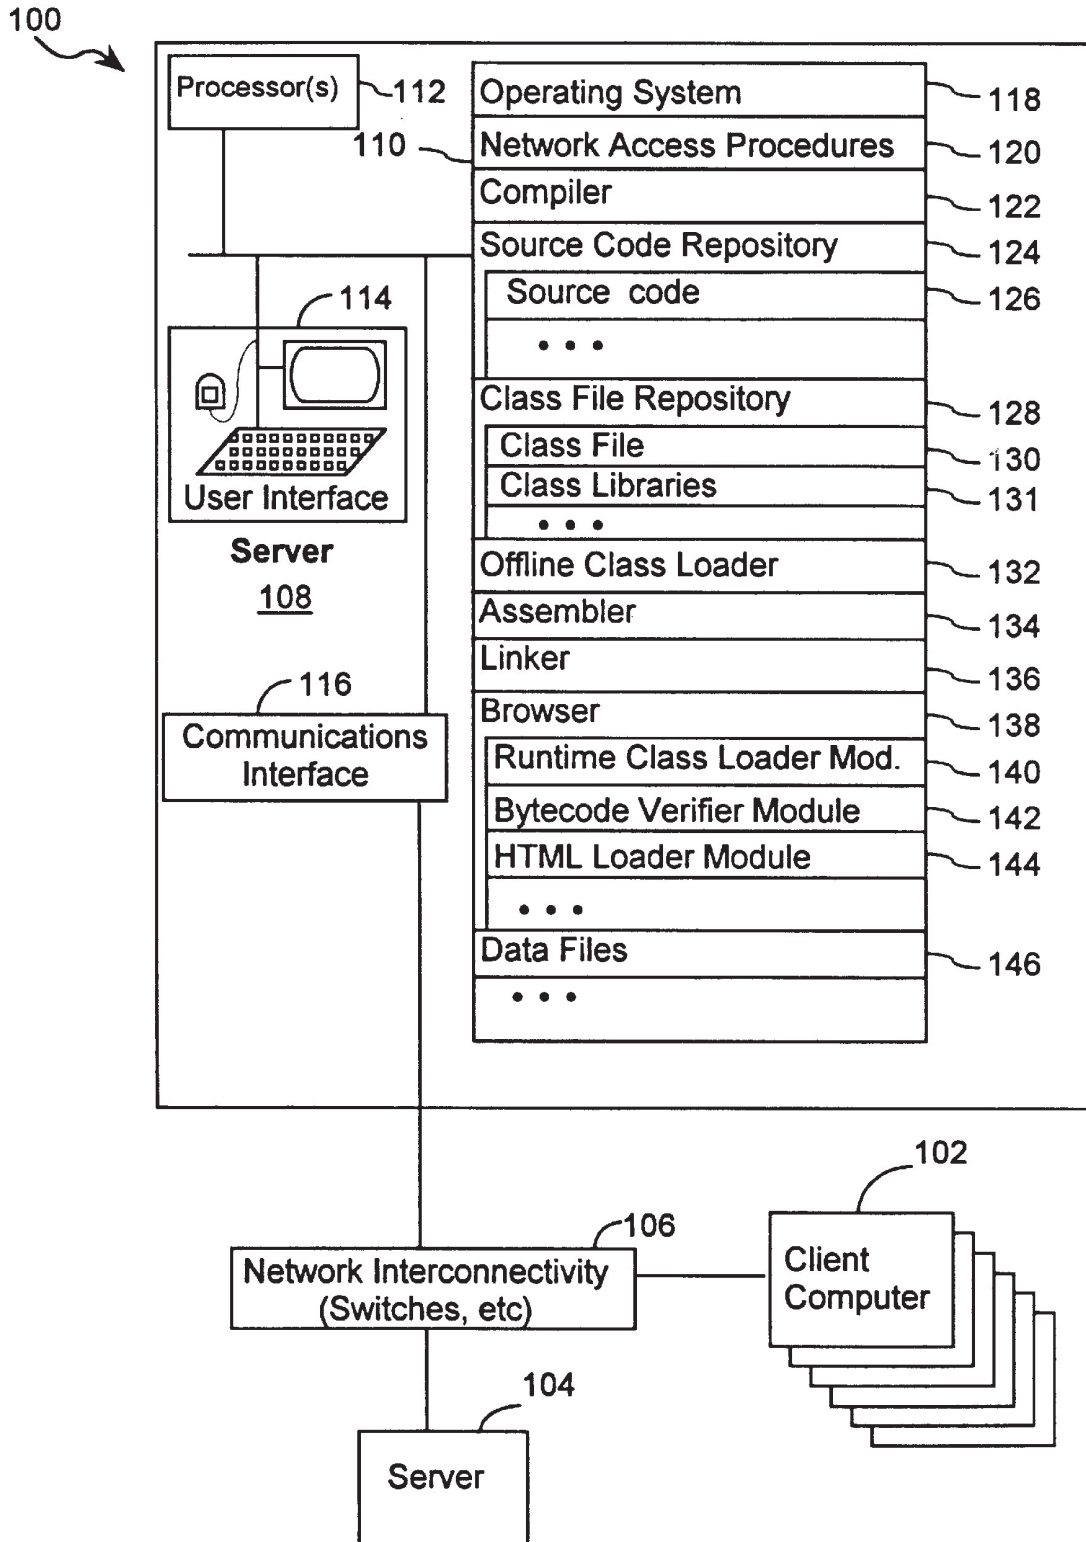 100
Processor(s)
112
110
Operating System
118
Network Access Procedures
120
Compiler
122
Source Code Repository
124
Source code
126
• • •
114
User Interface
Server
108
Class File Repository
128
Class File
130
Class Libraries
131
• • •
Offline Class Loader
132
Assembler
134
Linker
136
116
Communications
Interface
Browser
138
Runtime Class Loader Mod.
140
Bytecode Verifier Module
142
HTML Loader Module
144
• • •
Data Files
146
• • •
102
Client
Computer
106
Network Interconnectivity
(Switches, etc)
104
Server